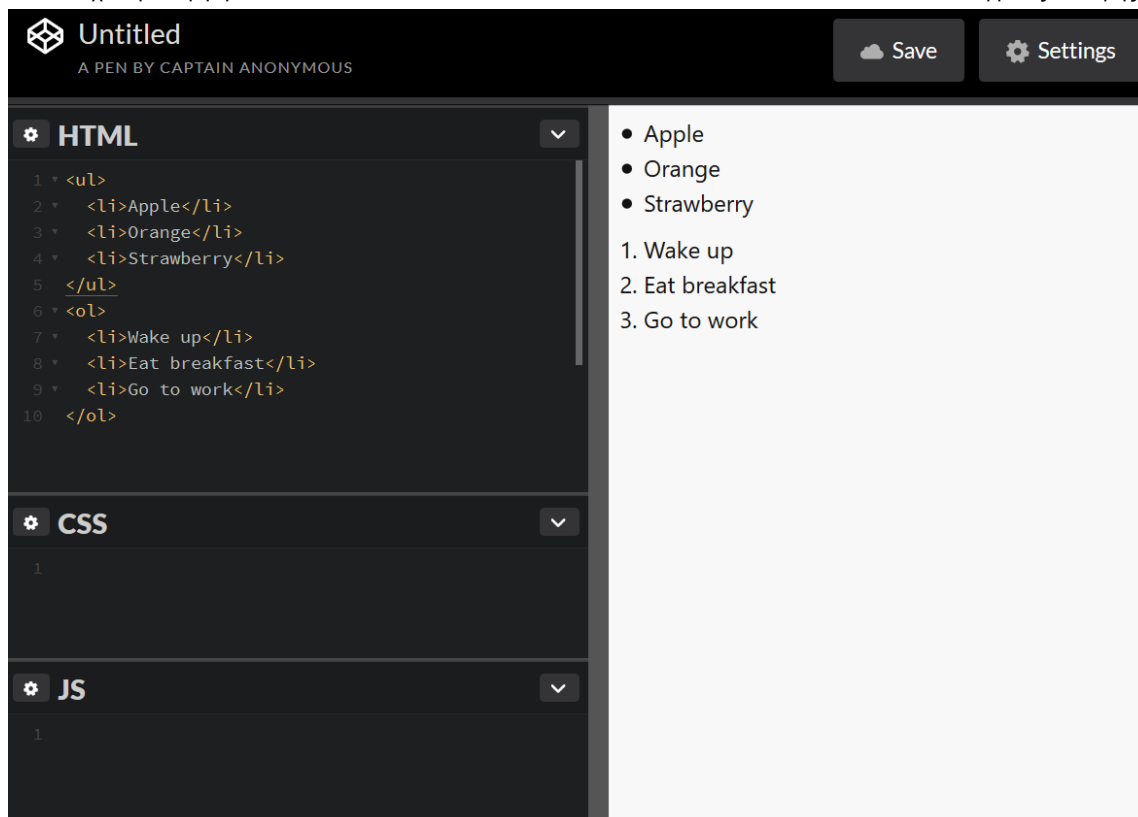 Untitled
A PEN BY CAPTAIN ANONYMOUS
Save
Settings
HTML
1 <ul>
2 <li>Apple</li>
3 <li>Orange</li>
4 <li>Strawberry</li>
5 </ul>
6 <ol>
7 <li>Wake up</li>
8 <li>Eat breakfast</li>
9 <li>Go to work</li>
10 </ol>
CSS
1
JS
1
• Apple
• Orange
• Strawberry
1. Wake up
2. Eat breakfast
3. Go to work